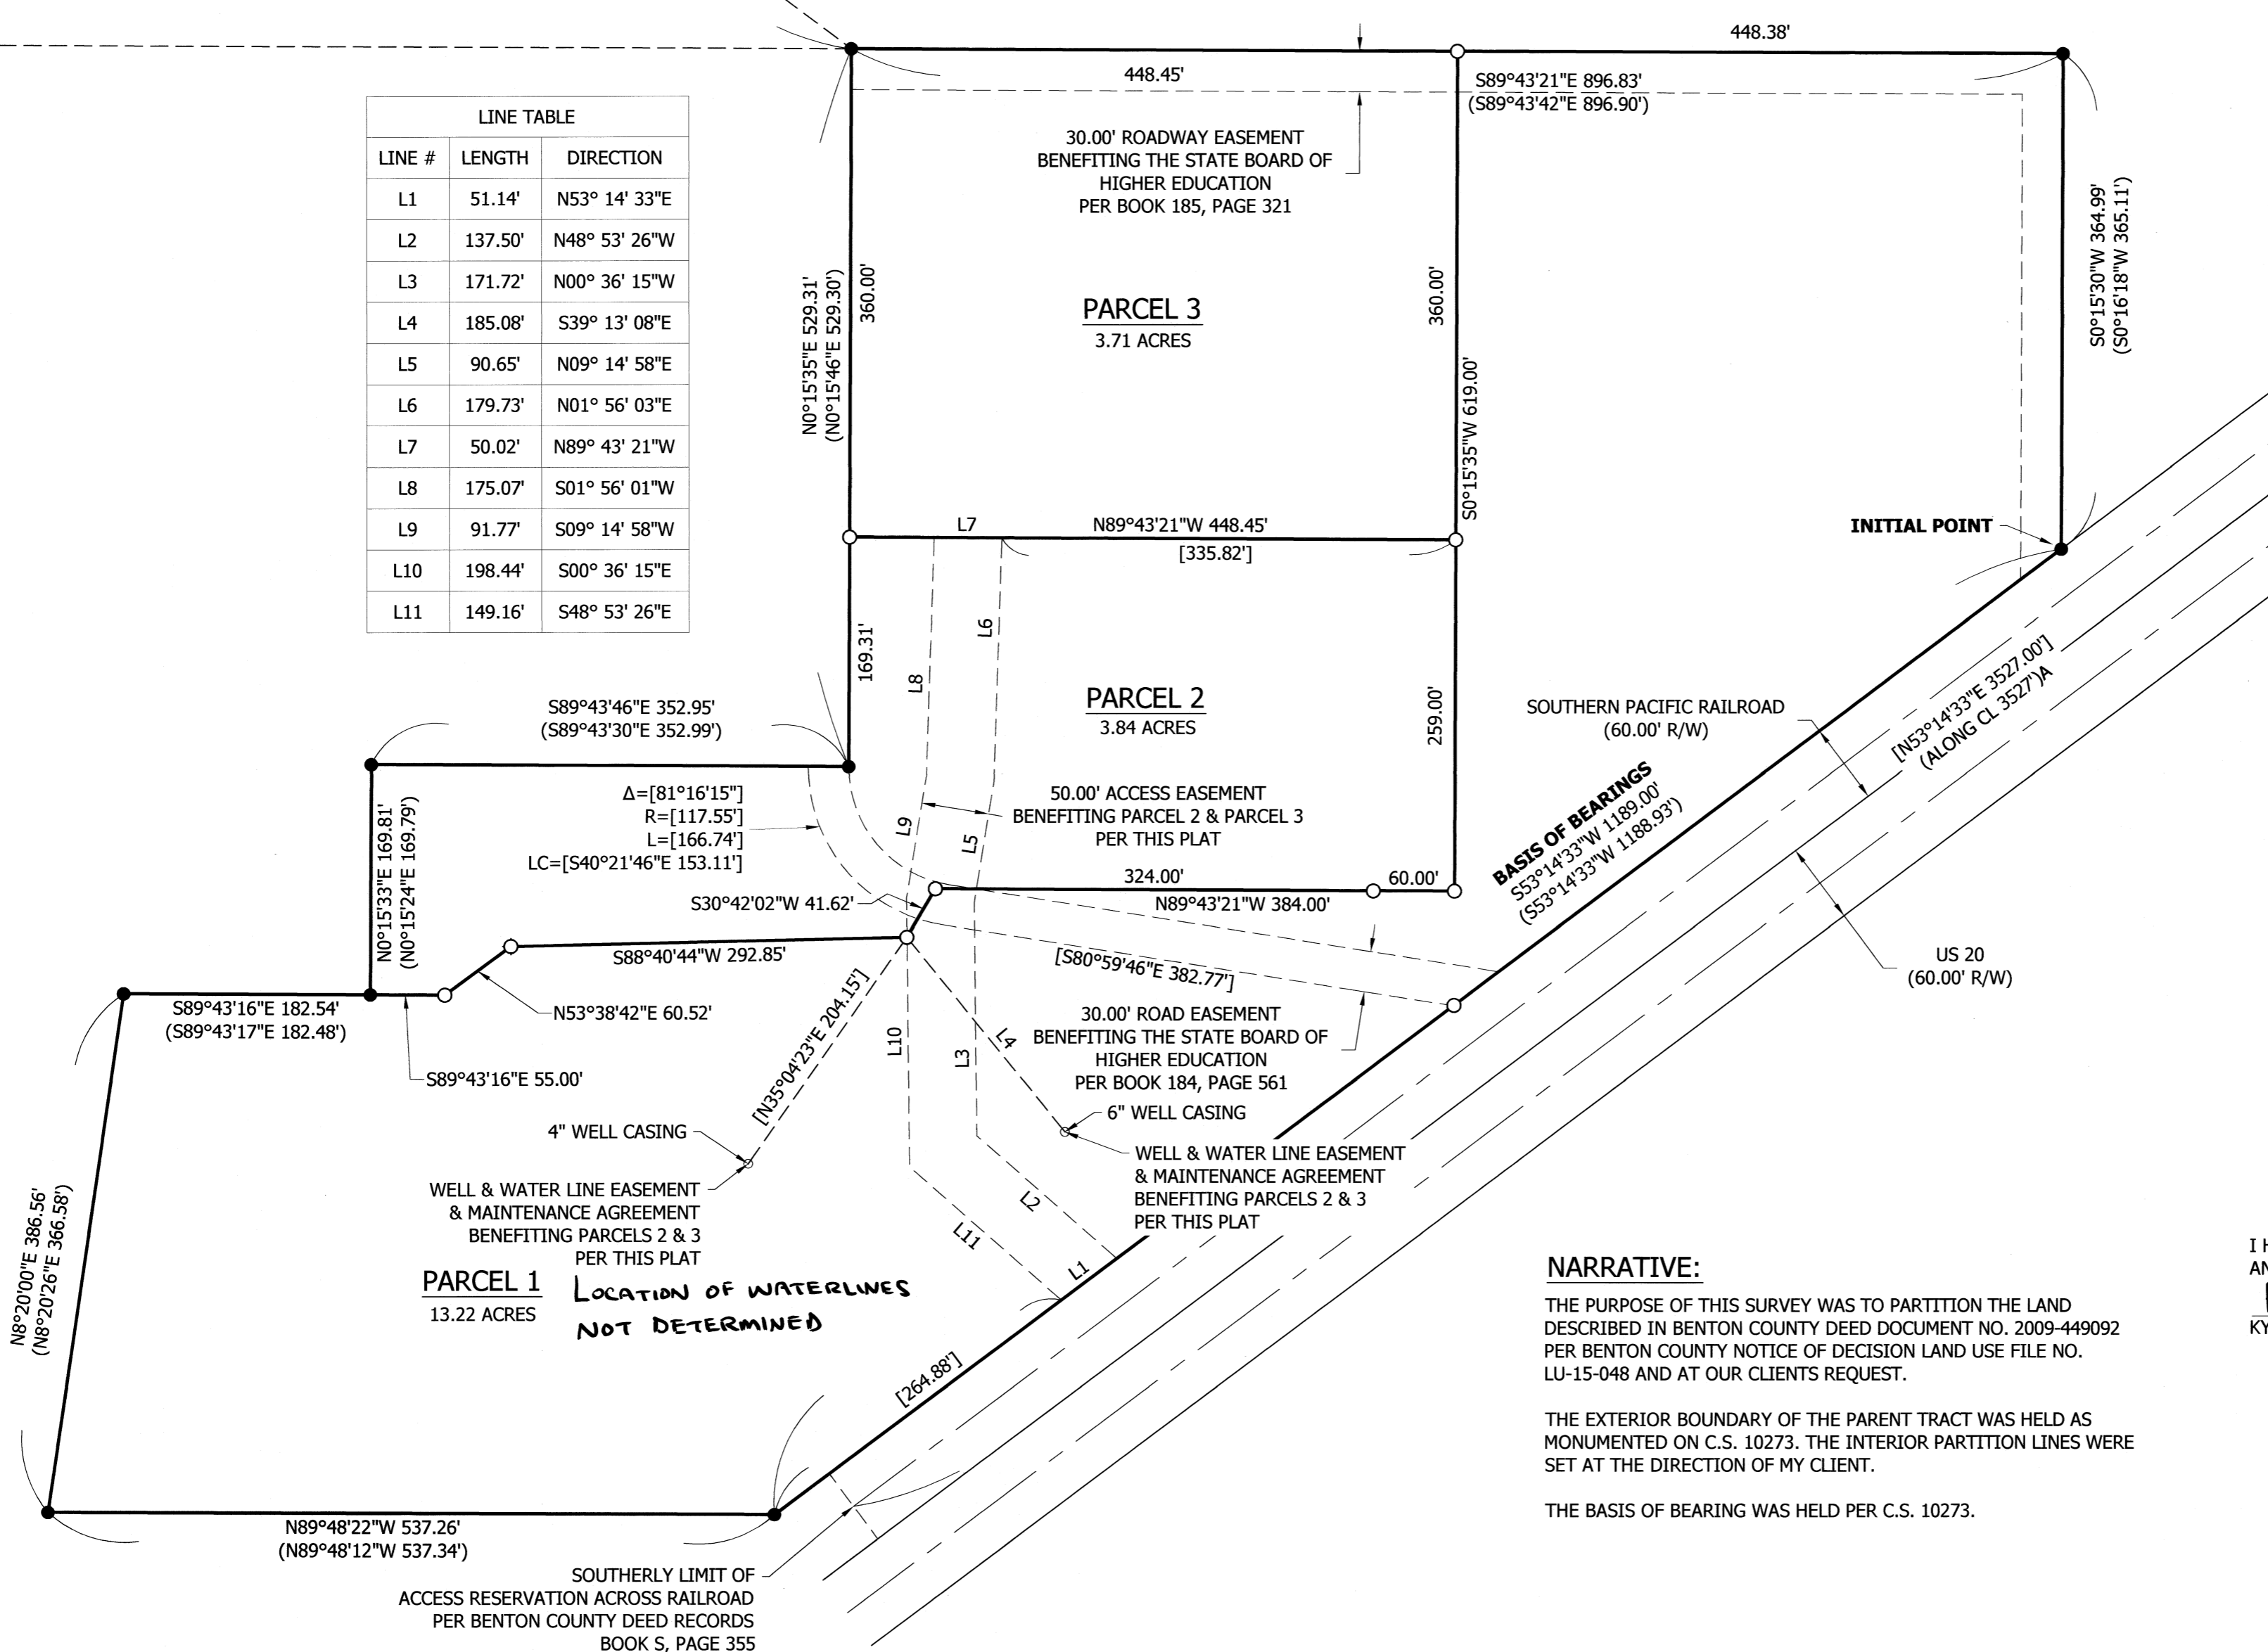 448.38'
448.45'
S89°43'21"E 896.83'
(S89°43'42"E 896.90')
LINE TABLE
LINE # LENGTH DIRECTION
L1 51.14' N53° 14' 33"E
L2 137.50' N48° 53' 26"W
L3 171.72' N00° 36' 15"W
L4 185.08' S39° 13' 08"E
L5 90.65' N09° 14' 58"E
L6 179.73' N01° 56' 03"E
L7 50.02' N89° 43' 21"W
L8 175.07' S01° 56' 01"W
L9 91.77' S09° 14' 58"W
L10 198.44' S00° 36' 15"E
L11 149.16' S48° 53' 26"E
30.00' ROADWAY EASEMENT
BENEFITING THE STATE BOARD OF
HIGHER EDUCATION
PER BOOK 185, PAGE 321
N0°15'35"E 529.31'
(N0°15'46"E 529.30')
360.00'
PARCEL 3
3.71 ACRES
360.00'
S0°15'35"W 619.00'
S0°15'30"W 364.99'
(S0°16'18"W 365.11')
INITIAL POINT
L7
N89°43'21"W 448.45'
[335.82']
169.31'
L8
L6
PARCEL 2
3.84 ACRES
259.00'
SOUTHERN PACIFIC RAILROAD
(60.00' R/W)
[N53°14'33"E 3527.00']
(ALONG CL 3527')A
S89°43'46"E 352.95'
(S89°43'30"E 352.99')
N0°15'33"E 169.81'
(N0°15'24"E 169.79')
Δ=[81°16'15"]
R=[117.55']
L=[166.74']
LC=[S40°21'46"E 153.11']
L9
L5
50.00' ACCESS EASEMENT
BENEFITING PARCEL 2 & PARCEL 3
PER THIS PLAT
BASIS OF BEARINGS
S53°14'33"W 1189.00'
(S53°14'33"W 1188.93')
324.00'
60.00'
N89°43'21"W 384.00'
S30°42'02"W 41.62'
S88°40'44"W 292.85'
N53°38'42"E 60.52'
[S80°59'46"E 382.77']
US 20
(60.00' R/W)
S89°43'16"E 182.54'
(S89°43'17"E 182.48')
S89°43'16"E 55.00'
[N35°04'23"E 204.15']
L10
L3
L4
30.00' ROAD EASEMENT
BENEFITING THE STATE BOARD OF
HIGHER EDUCATION
PER BOOK 184, PAGE 561
6" WELL CASING
4" WELL CASING
WELL & WATER LINE EASEMENT
& MAINTENANCE AGREEMENT
BENEFITING PARCELS 2 & 3
PER THIS PLAT
WELL & WATER LINE EASEMENT
& MAINTENANCE AGREEMENT
BENEFITING PARCELS 2 & 3
PER THIS PLAT
L2
L11
L1
N8°20'00"E 386.56'
(N8°20'26"E 366.58')
PARCEL 1
13.22 ACRES
LOCATION OF WATERLINES
NOT DETERMINED
[264.88']
N89°48'22"W 537.26'
(N89°48'12"W 537.34')
SOUTHERLY LIMIT OF
ACCESS RESERVATION ACROSS RAILROAD
PER BENTON COUNTY DEED RECORDS
BOOK S, PAGE 355
NARRATIVE:
THE PURPOSE OF THIS SURVEY WAS TO PARTITION THE LAND
DESCRIBED IN BENTON COUNTY DEED DOCUMENT NO. 2009-449092
PER BENTON COUNTY NOTICE OF DECISION LAND USE FILE NO.
LU-15-048 AND AT OUR CLIENTS REQUEST.
THE EXTERIOR BOUNDARY OF THE PARENT TRACT WAS HELD AS
MONUMENTED ON C.S. 10273. THE INTERIOR PARTITION LINES WERE
SET AT THE DIRECTION OF MY CLIENT.
THE BASIS OF BEARING WAS HELD PER C.S. 10273.
I H
AN
KY